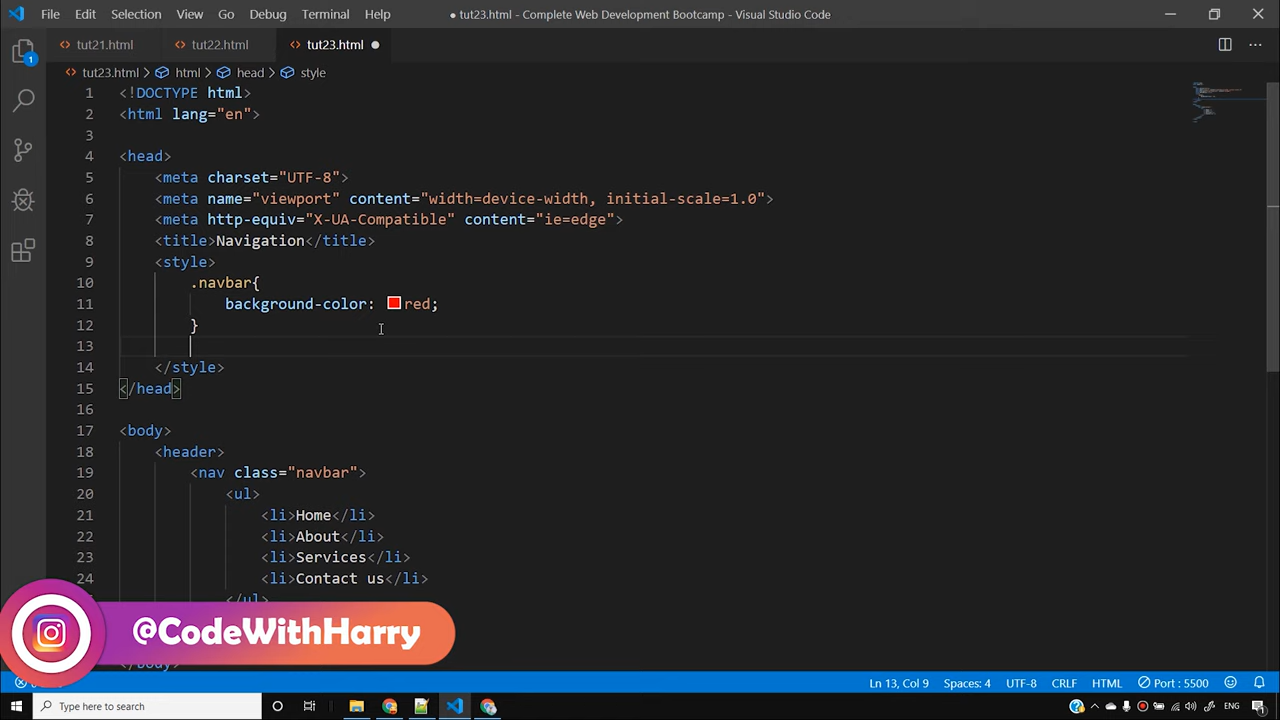 File Edit Selection View Go Debug Terminal Help ● tut23.html - Complete Web Development Bootcamp - Visual Studio Code
tut21.html tut22.html tut23.html
tut23.html > html > head > style
1 <!DOCTYPE html>
2 <html lang="en">
3
4 <head>
5 <meta charset="UTF-8">
6 <meta name="viewport" content="width=device-width, initial-scale=1.0">
7 <meta http-equiv="X-UA-Compatible" content="ie=edge">
8 <title>Navigation</title>
9 <style>
10 .navbar{
11 background-color: red;
12 }
13
14 </style>
15 </head>
16
17 <body>
18 <header>
19 <nav class="navbar">
20 <ul>
21 <li>Home</li>
22 <li>About</li>
23 <li>Services</li>
24 <li>Contact us</li>
</ul>
@CodeWithHarry
</body>
Ln 13, Col 9 Spaces: 4 UTF-8 CRLF HTML Port : 5500
Type here to search
ENG